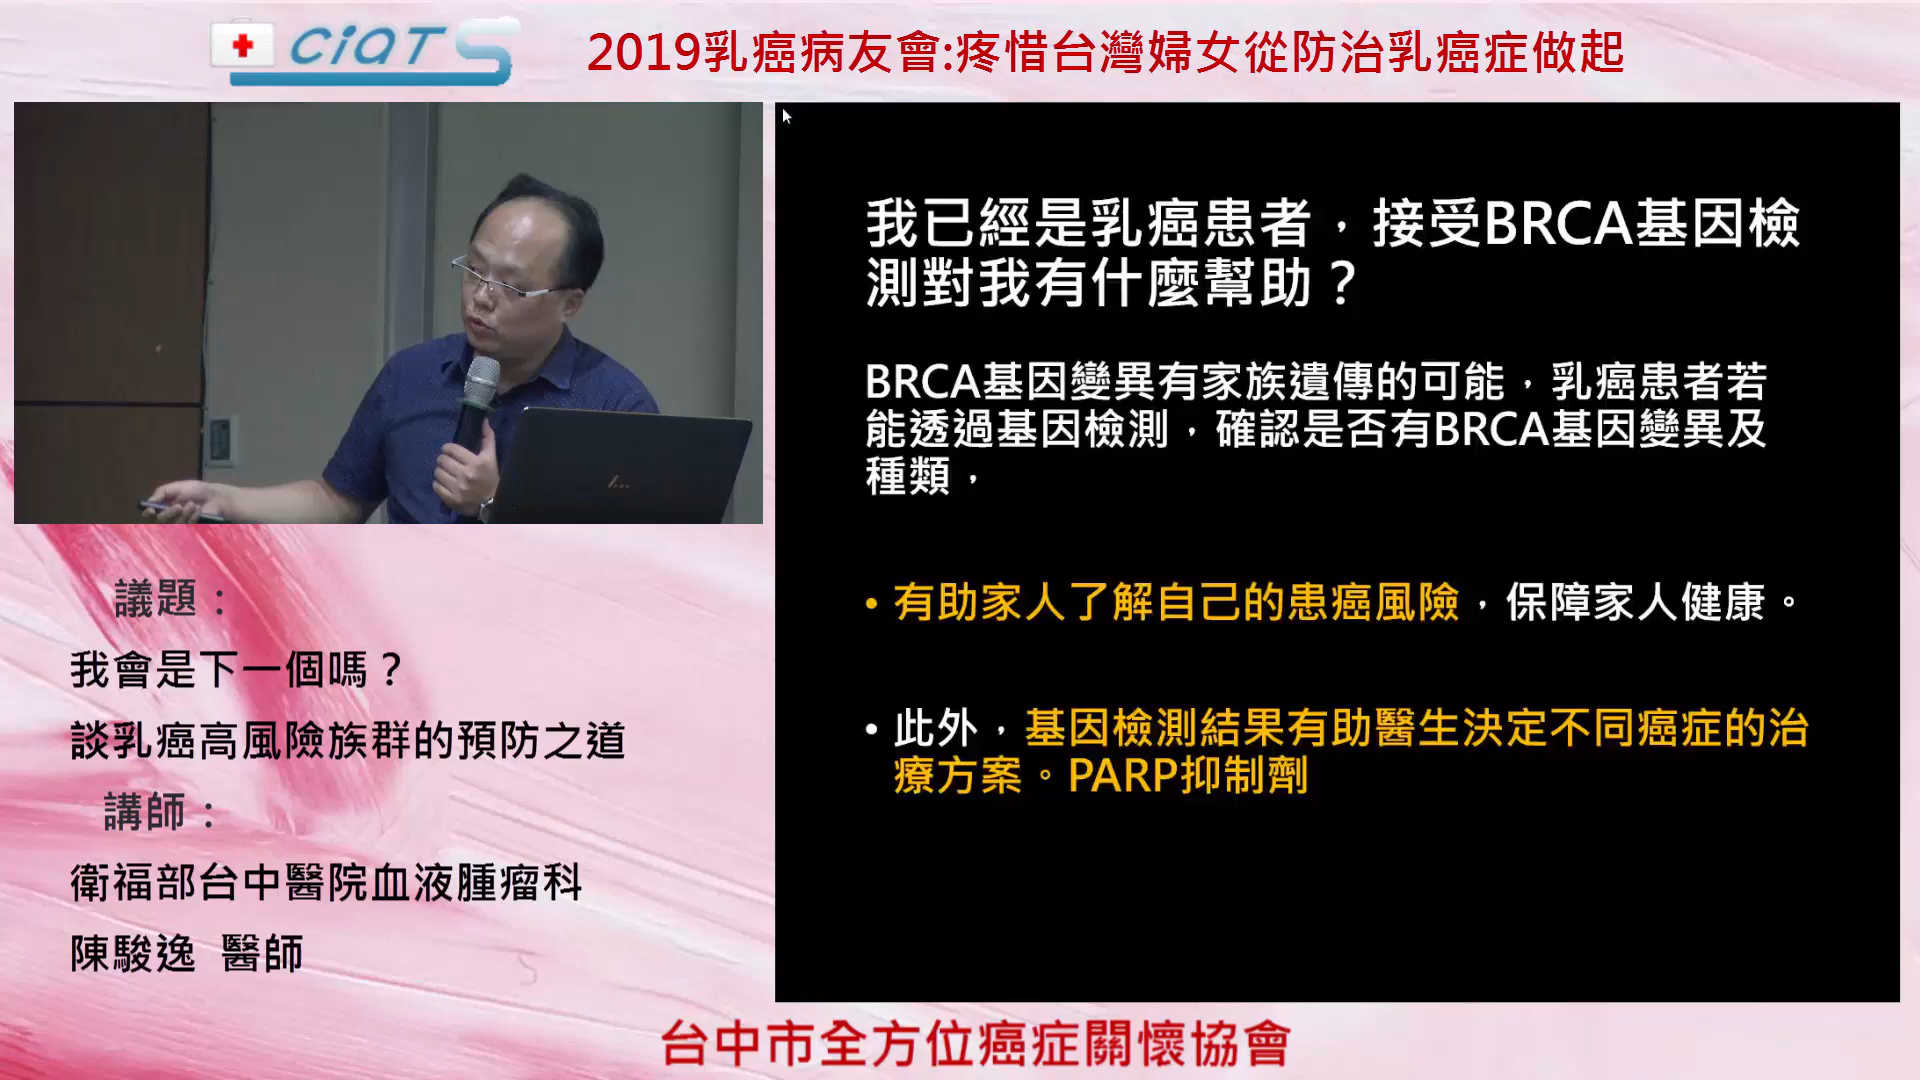 CiQTS
2019乳癌病友會:疼惜台灣婦女從防治乳癌症做起
我已經是乳癌患者，接受BRCA基因檢
測對我有什麼幫助？
BRCA基因變異有家族遺傳的可能，乳癌患者若
能透過基因檢測，確認是否有BRCA基因變異及
種類，
• 有助家人了解自己的患癌風險，保障家人健康。
• 此外，基因檢測結果有助醫生決定不同癌症的治
療方案。PARP抑制劑
議題：
我會是下一個嗎？
談乳癌高風險族群的預防之道
講師：
衛福部台中醫院血液腫瘤科
陳駿逸 醫師
台中市全方位癌症關懷協會